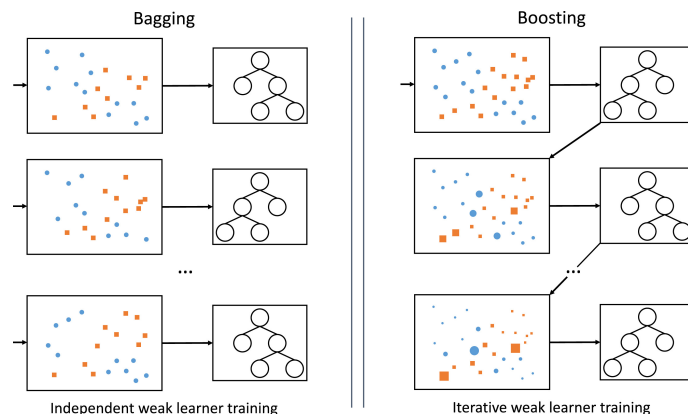 Bagging
Boosting
...
...
Independent weak learner training
Iterative weak learner training